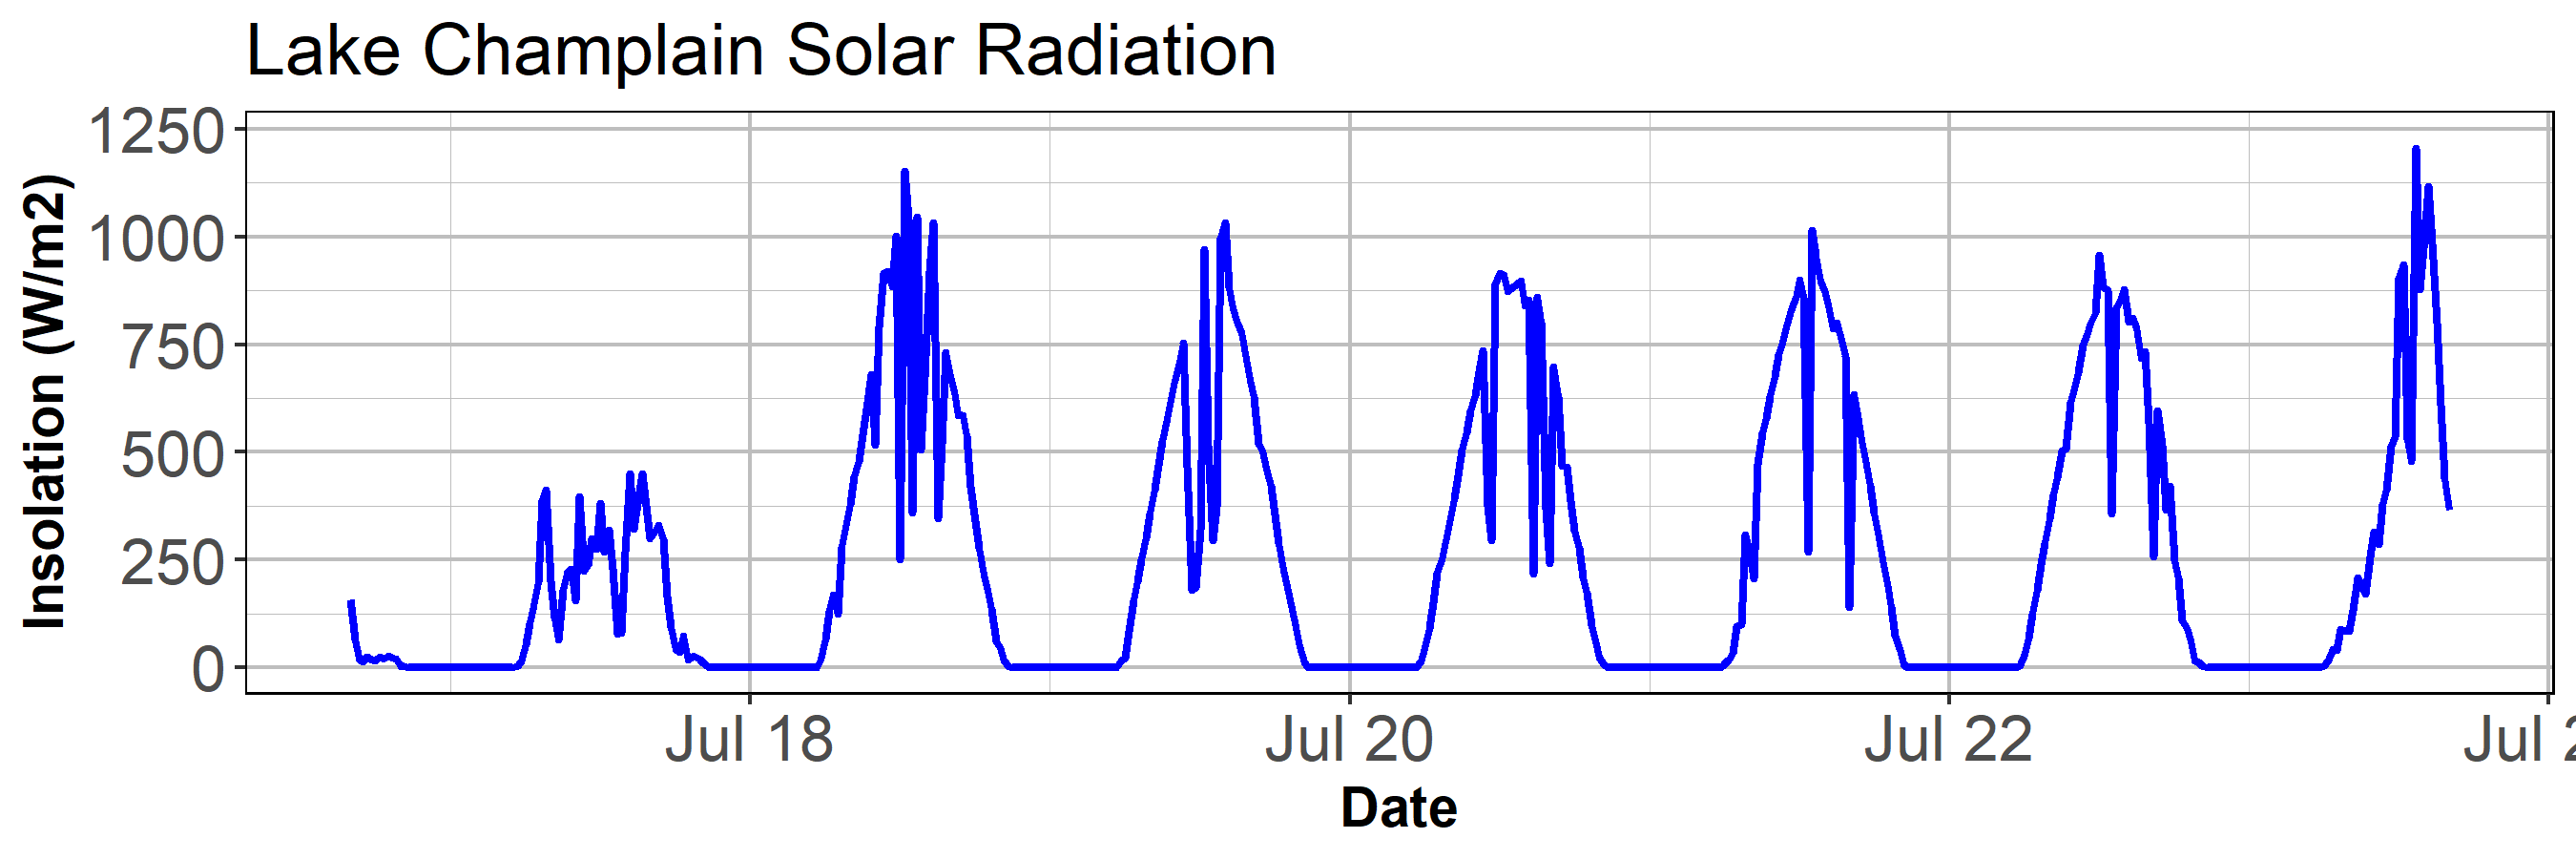 Lake Champlain Solar Radiation
Insolation (W/m2)
1250
1000
750
500
250
0
Jul 18
Jul 20
Jul 22
Jul
Date